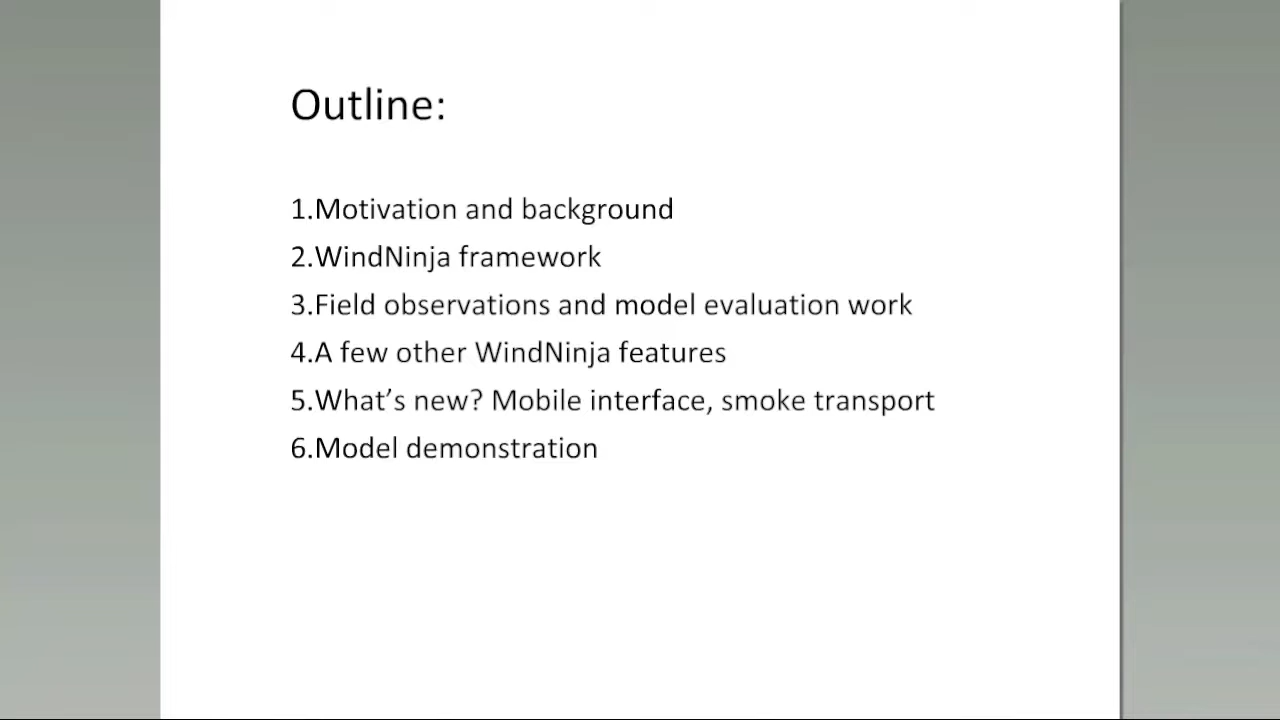 Outline:
1.Motivation and background
2.WindNinja framework
3.Field observations and model evaluation work
4.A few other WindNinja features
5.What’s new? Mobile interface, smoke transport
6.Model demonstration